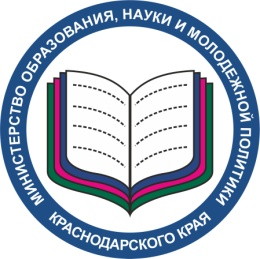 МИНИСТЕРСТВО ОБРАЗОВАНИЯ, НАУКИ И МОЛОДЕЖНОЙ ПОЛИТИКИ
КРАСНОДАРСКОГО КРАЯ